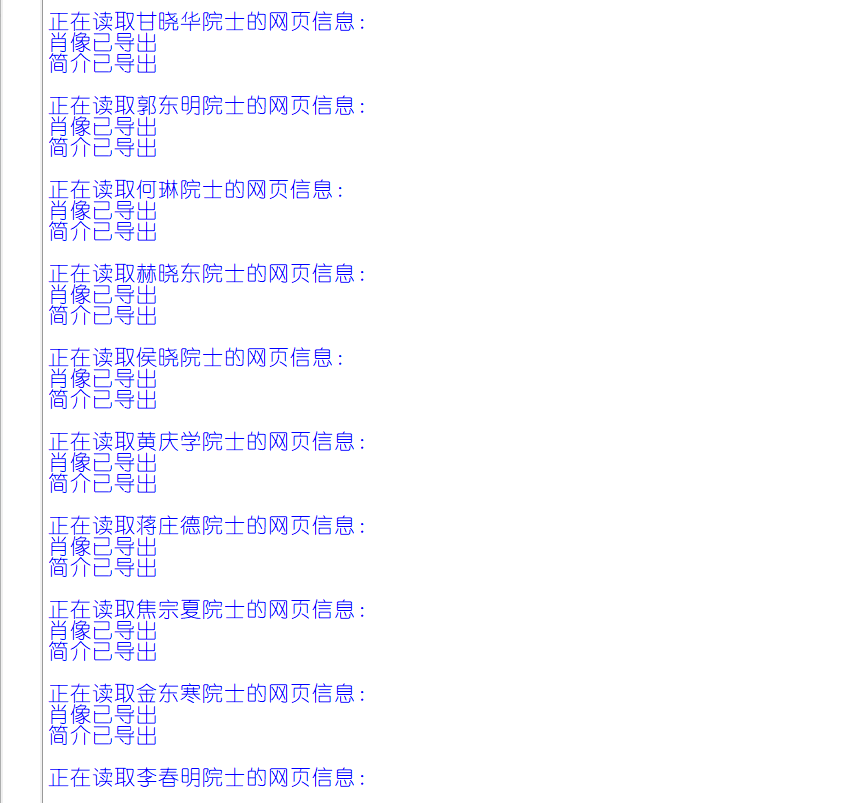 正在读取甘晓华院士的网页信息:
肖像已导出
简介已导出
正在读取郭东明院士的网页信息:
肖像已导出
简介已导出
正在读取何琳院士的网页信息:
肖像已导出
简介已导出
正在读取赫晓东院士的网页信息:
肖像已导出
简介已导出
正在读取侯晓院士的网页信息:
肖像已导出
简介已导出
正在读取黄庆学院士的网页信息:
肖像已导出
简介已导出
正在读取蒋庄德院士的网页信息:
肖像已导出
简介已导出
正在读取焦宗夏院士的网页信息:
肖像已导出
简介已导出
正在读取金东寒院士的网页信息:
肖像已导出
简介已导出
正在读取李春明院士的网页信息: